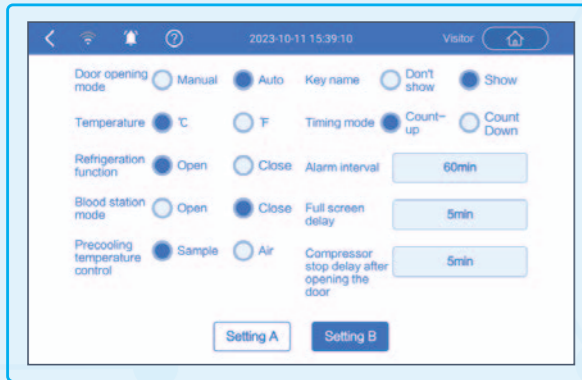 2023-10-11 15:39:10 Visitor
Door opening mode Manual Auto Key name Don't show Show
Temperature ℃ ℉ Timing mode Count-up Count Down
Refrigeration function Open Close Alarm interval 60min
Blood station mode Open Close Full screen delay 5min
Precooling temperature control Sample Air Compressor stop delay after opening the door 5min
Setting A Setting B